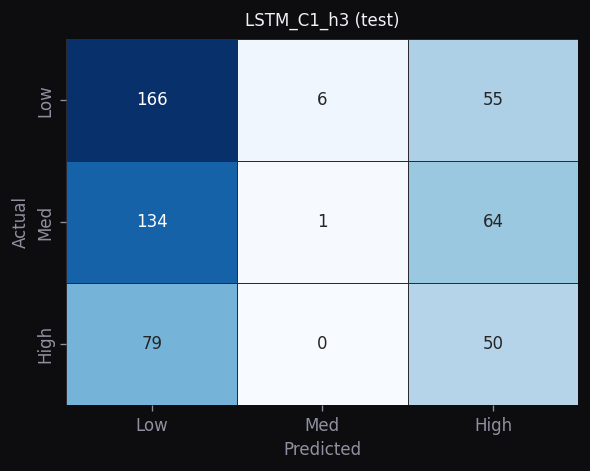 LSTM_C1_h3 (test)
Actual
Low
166
6
55
Med
134
1
64
High
79
0
50
Low
Med
High
Predicted